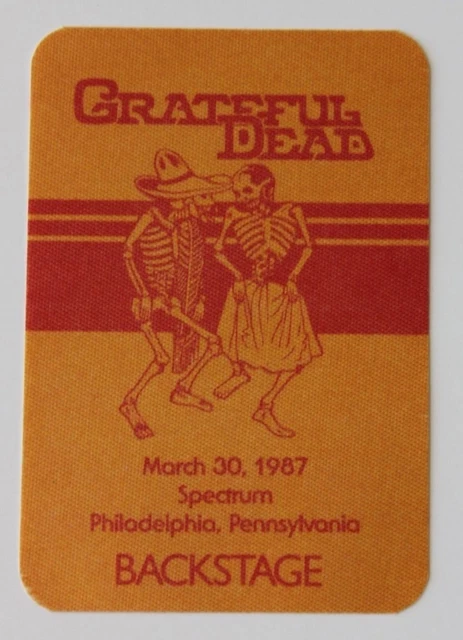 GRATEFUL
DEAD
March 30, 1987
Spectrum
Philadelphia, Pennsylvania
BACKSTAGE